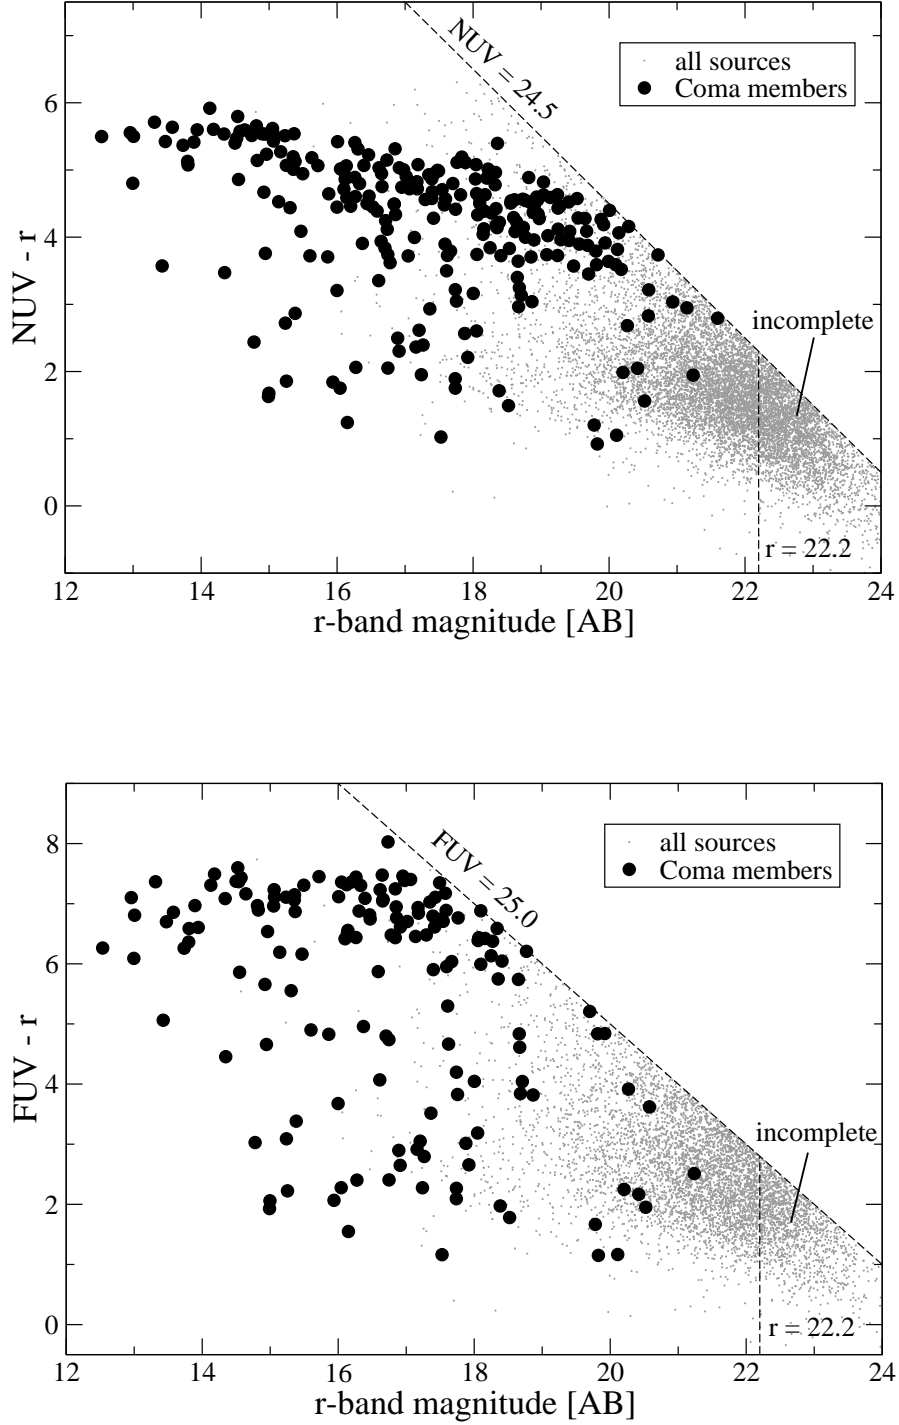 NUV = 24.5
all sources
Coma members
6
4
2
0
NUV - r
incomplete
r = 22.2
12 14 16 18 20 22 24
r-band magnitude [AB]
FUV = 25.0
all sources
Coma members
8
6
4
2
0
FUV - r
incomplete
r = 22.2
12 14 16 18 20 22 24
r-band magnitude [AB]